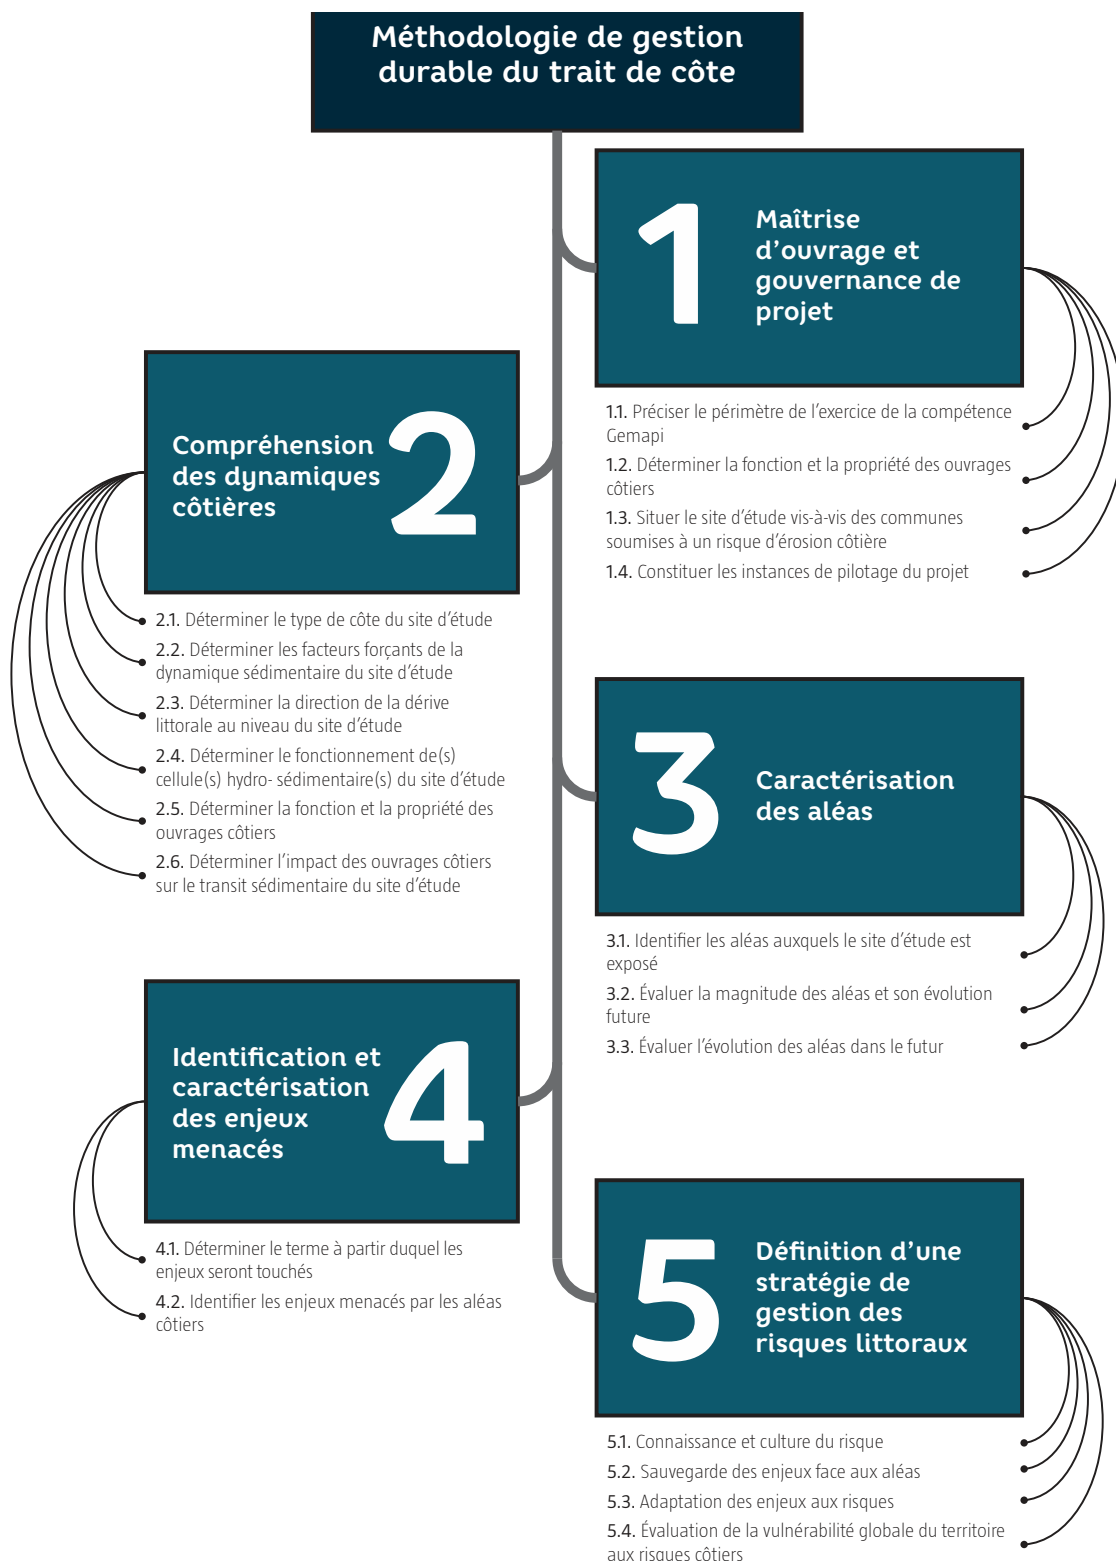 Méthodologie de gestion
durable du trait de côte
1
Maîtrise
d’ouvrage et
gouvernance de
projet
1.1. Préciser le périmètre de l’exercice de la compétence
Gemapi
1.2. Déterminer la fonction et la propriété des ouvrages
côtiers
1.3. Situer le site d’étude vis-à-vis des communes
soumises à un risque d’érosion côtière
1.4. Constituer les instances de pilotage du projet
Compréhension
des dynamiques
côtières
2
2.1. Déterminer le type de côte du site d’étude
2.2. Déterminer les facteurs forçants de la
dynamique sédimentaire du site d’étude
2.3. Déterminer la direction de la dérive
littorale au niveau du site d’étude
2.4. Déterminer le fonctionnement de(s)
cellule(s) hydro- sédimentaire(s) du site d’étude
2.5. Déterminer la fonction et la propriété des
ouvrages côtiers
2.6. Déterminer l’impact des ouvrages côtiers
sur le transit sédimentaire du site d’étude
3
Caractérisation
des aléas
3.1. Identifier les aléas auxquels le site d’étude est
exposé
3.2. Évaluer la magnitude des aléas et son évolution
future
3.3. Évaluer l’évolution des aléas dans le futur
Identification et
caractérisation
des enjeux
menacés
4
4.1. Déterminer le terme à partir duquel les
enjeux seront touchés
4.2. Identifier les enjeux menacés par les aléas
côtiers
5
Définition d’une
stratégie de
gestion des
risques littoraux
5.1. Connaissance et culture du risque
5.2. Sauvegarde des enjeux face aux aléas
5.3. Adaptation des enjeux aux risques
5.4. Évaluation de la vulnérabilité globale du territoire
aux risques côtiers